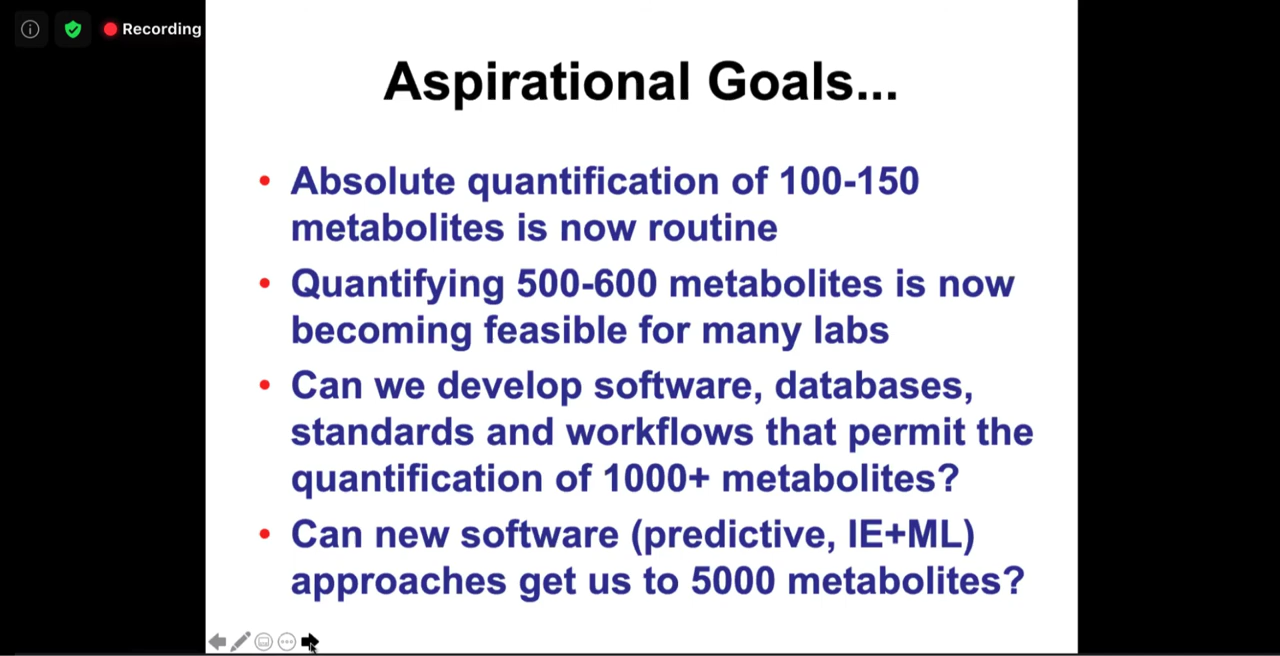 Recording
Aspirational Goals...
• Absolute quantification of 100-150
metabolites is now routine
• Quantifying 500-600 metabolites is now
becoming feasible for many labs
• Can we develop software, databases,
standards and workflows that permit the
quantification of 1000+ metabolites?
• Can new software (predictive, IE+ML)
approaches get us to 5000 metabolites?